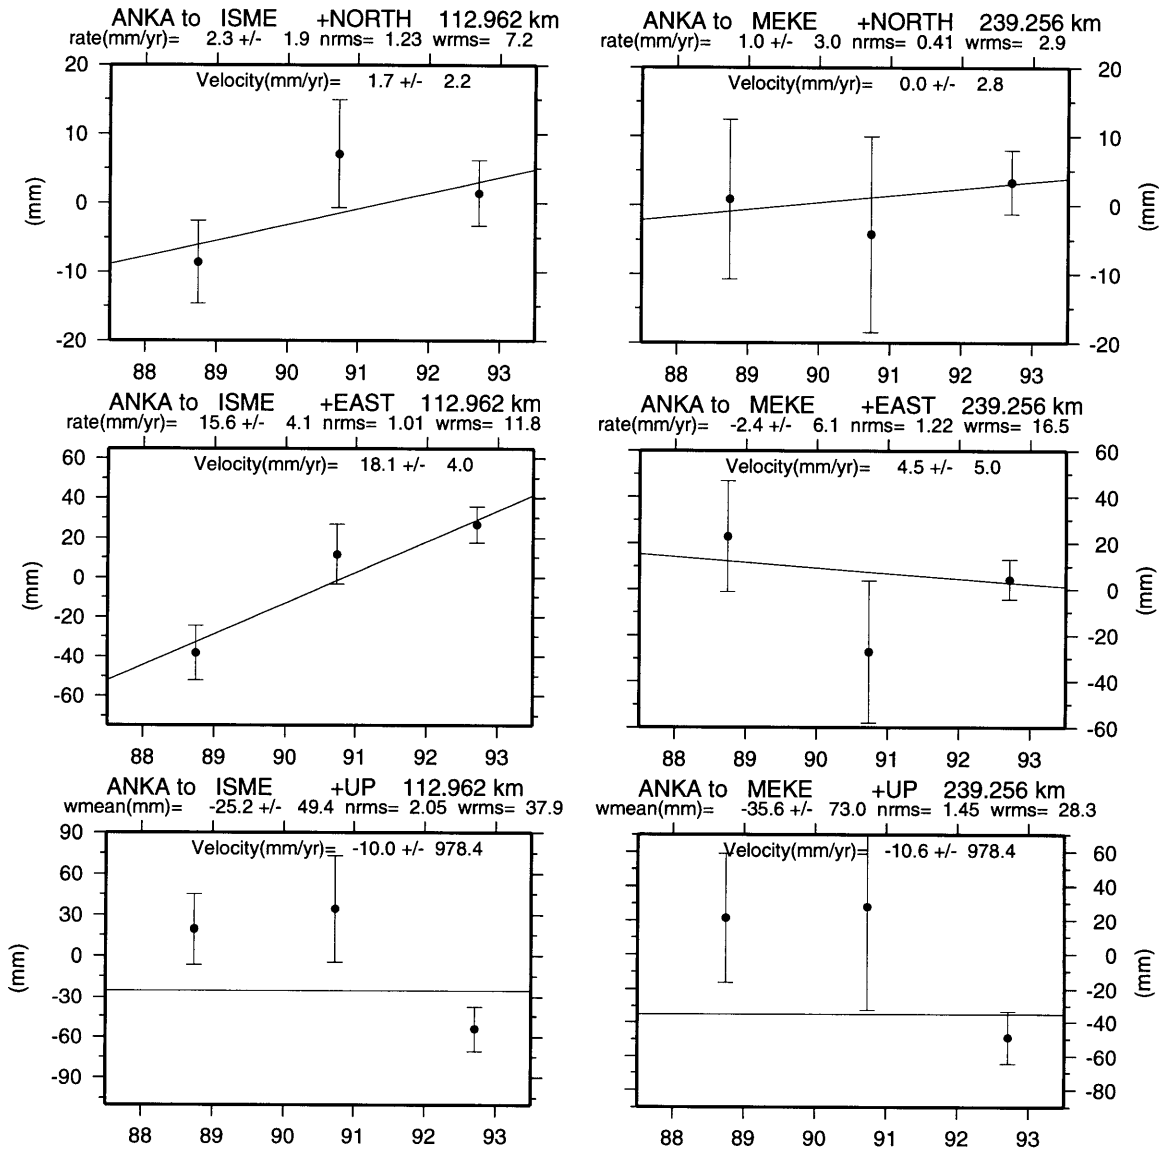 ANKA to ISME +NORTH 112.962 km
rate(mm/yr)= 2.3 +/- 1.9 nrms= 1.23 wrms= 7.2
Velocity(mm/yr)= 1.7 +/- 2.2
20
10
0
-10
-20
(mm)
88 89 90 91 92 93
ANKA to MEKE +NORTH 239.256 km
rate(mm/yr)= 1.0 +/- 3.0 nrms= 0.41 wrms= 2.9
Velocity(mm/yr)= 0.0 +/- 2.8
20
10
0
-10
-20
(mm)
88 89 90 91 92 93
ANKA to ISME +EAST 112.962 km
rate(mm/yr)= 15.6 +/- 4.1 nrms= 1.01 wrms= 11.8
Velocity(mm/yr)= 18.1 +/- 4.0
60
40
20
0
-20
-40
-60
(mm)
88 89 90 91 92 93
ANKA to MEKE +EAST 239.256 km
rate(mm/yr)= -2.4 +/- 6.1 nrms= 1.22 wrms= 16.5
Velocity(mm/yr)= 4.5 +/- 5.0
60
40
20
0
-20
-40
-60
(mm)
88 89 90 91 92 93
ANKA to ISME +UP 112.962 km
wmean(mm)= -25.2 +/- 49.4 nrms= 2.05 wrms= 37.9
Velocity(mm/yr)= -10.0 +/- 978.4
90
60
30
0
-30
-60
-90
(mm)
88 89 90 91 92 93
ANKA to MEKE +UP 239.256 km
wmean(mm)= -35.6 +/- 73.0 nrms= 1.45 wrms= 28.3
Velocity(mm/yr)= -10.6 +/- 978.4
60
40
20
0
-20
-40
-60
-80
(mm)
88 89 90 91 92 93